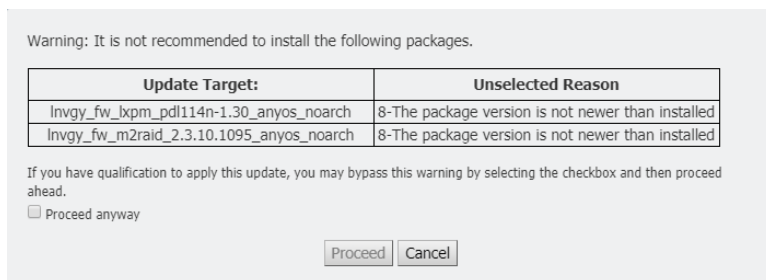 Warning: It is not recommended to install the following packages.
Update Target: Unselected Reason
lnvgy_fw_lxpm_pdl114n-1.30_anyos_noarch 8-The package version is not newer than installed
lnvgy_fw_m2raid_2.3.10.1095_anyos_noarch 8-The package version is not newer than installed
If you have qualification to apply this update, you may bypass this warning by selecting the checkbox and then proceed
ahead.
Proceed anyway
Proceed Cancel